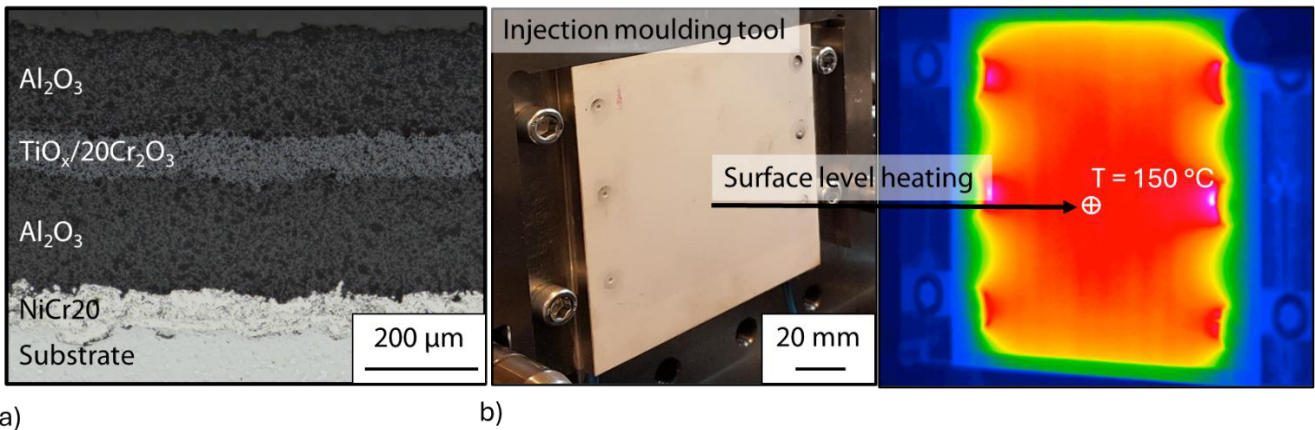 Al₂O₃
TiOₓ/20Cr₂O₃
Al₂O₃
NiCr20
Substrate
200 µm
a)
Injection moulding tool
Surface level heating
20 mm
T = 150 °C
b)